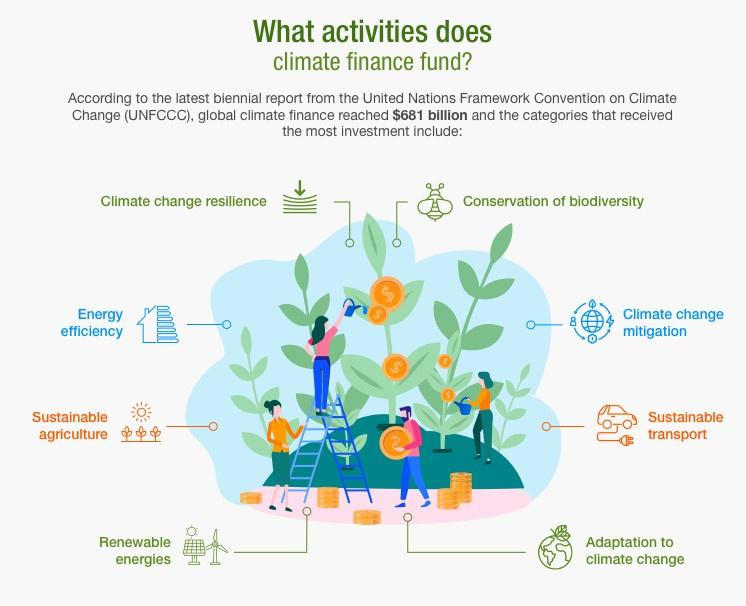 What activities does
climate finance fund?
According to the latest biennial report from the United Nations Framework Convention on Climate
Change (UNFCCC), global climate finance reached $681 billion and the categories that received
the most investment include:
Climate change resilience
Conservation of biodiversity
Energy
efficiency
Climate change
mitigation
Sustainable
agriculture
Sustainable
transport
Renewable
energies
Adaptation to
climate change